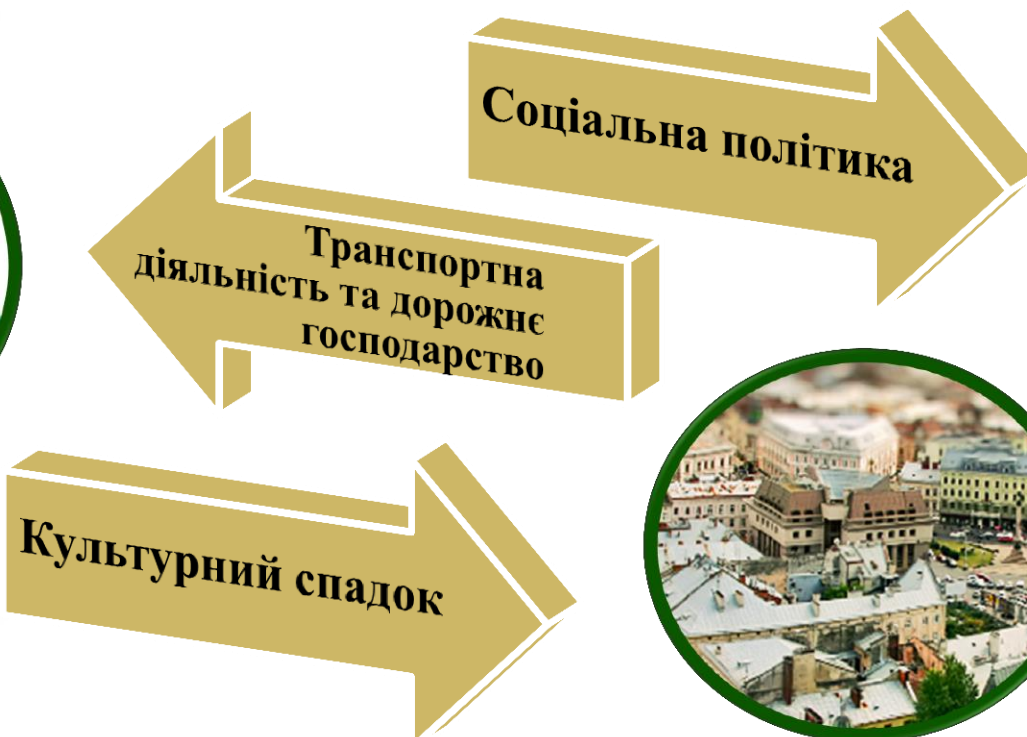 Соціальна політика
Транспортна
діяльність та дорожнє
господарство
Культурний спадок